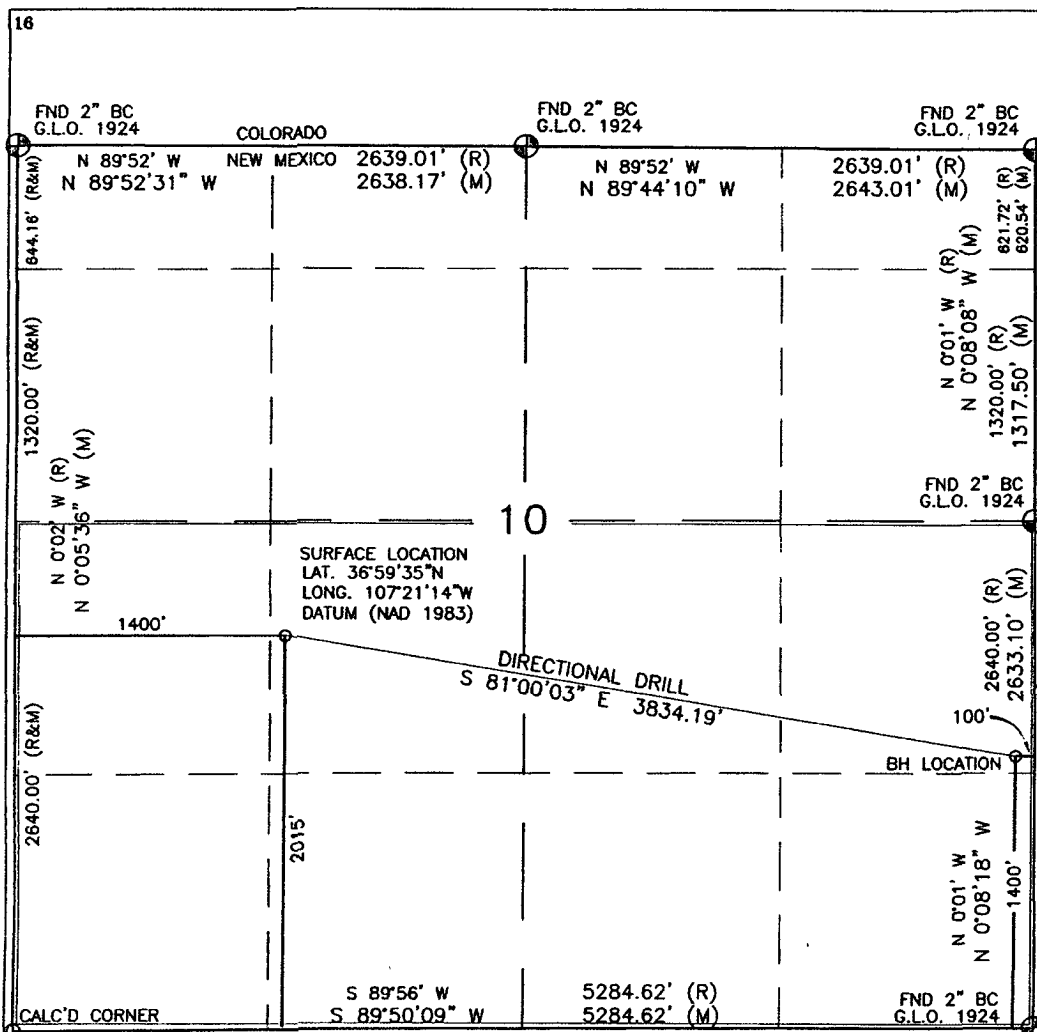 16
FND 2" BC
G.L.O. 1924
FND 2" BC
G.L.O. 1924
FND 2" BC
G.L.O. 1924
COLORADO
NEW MEXICO
N 89°52' W
2639.01' (R)
N 89°52'31" W
2638.17' (M)
N 89°52' W
2639.01' (R)
N 89°44'10" W
2643.01' (M)
644.16' (R&M)
621.72' (R)
620.54' (M)
1320.00' (R&M)
N 0°01' W (R)
N 0°08'08" W (M)
1320.00' (R)
1317.50' (M)
N 0°02' W (R)
N 0°05'36" W (M)
FND 2" BC
G.L.O. 1924
10
SURFACE LOCATION
LAT. 36°59'35"N
LONG. 107°21'14"W
DATUM (NAD 1983)
1400'
DIRECTIONAL DRILL
S 81°00'03" E 3834.19'
2640.00' (R)
2633.10' (M)
100'
BH LOCATION
2640.00' (R&M)
2015'
N 0°01' W
N 0°08'18" W
1400'
S 89°56' W
5284.62' (R)
S 89°50'09" W
5284.62' (M)
CALC'D CORNER
FND 2" BC
G.L.O. 1924